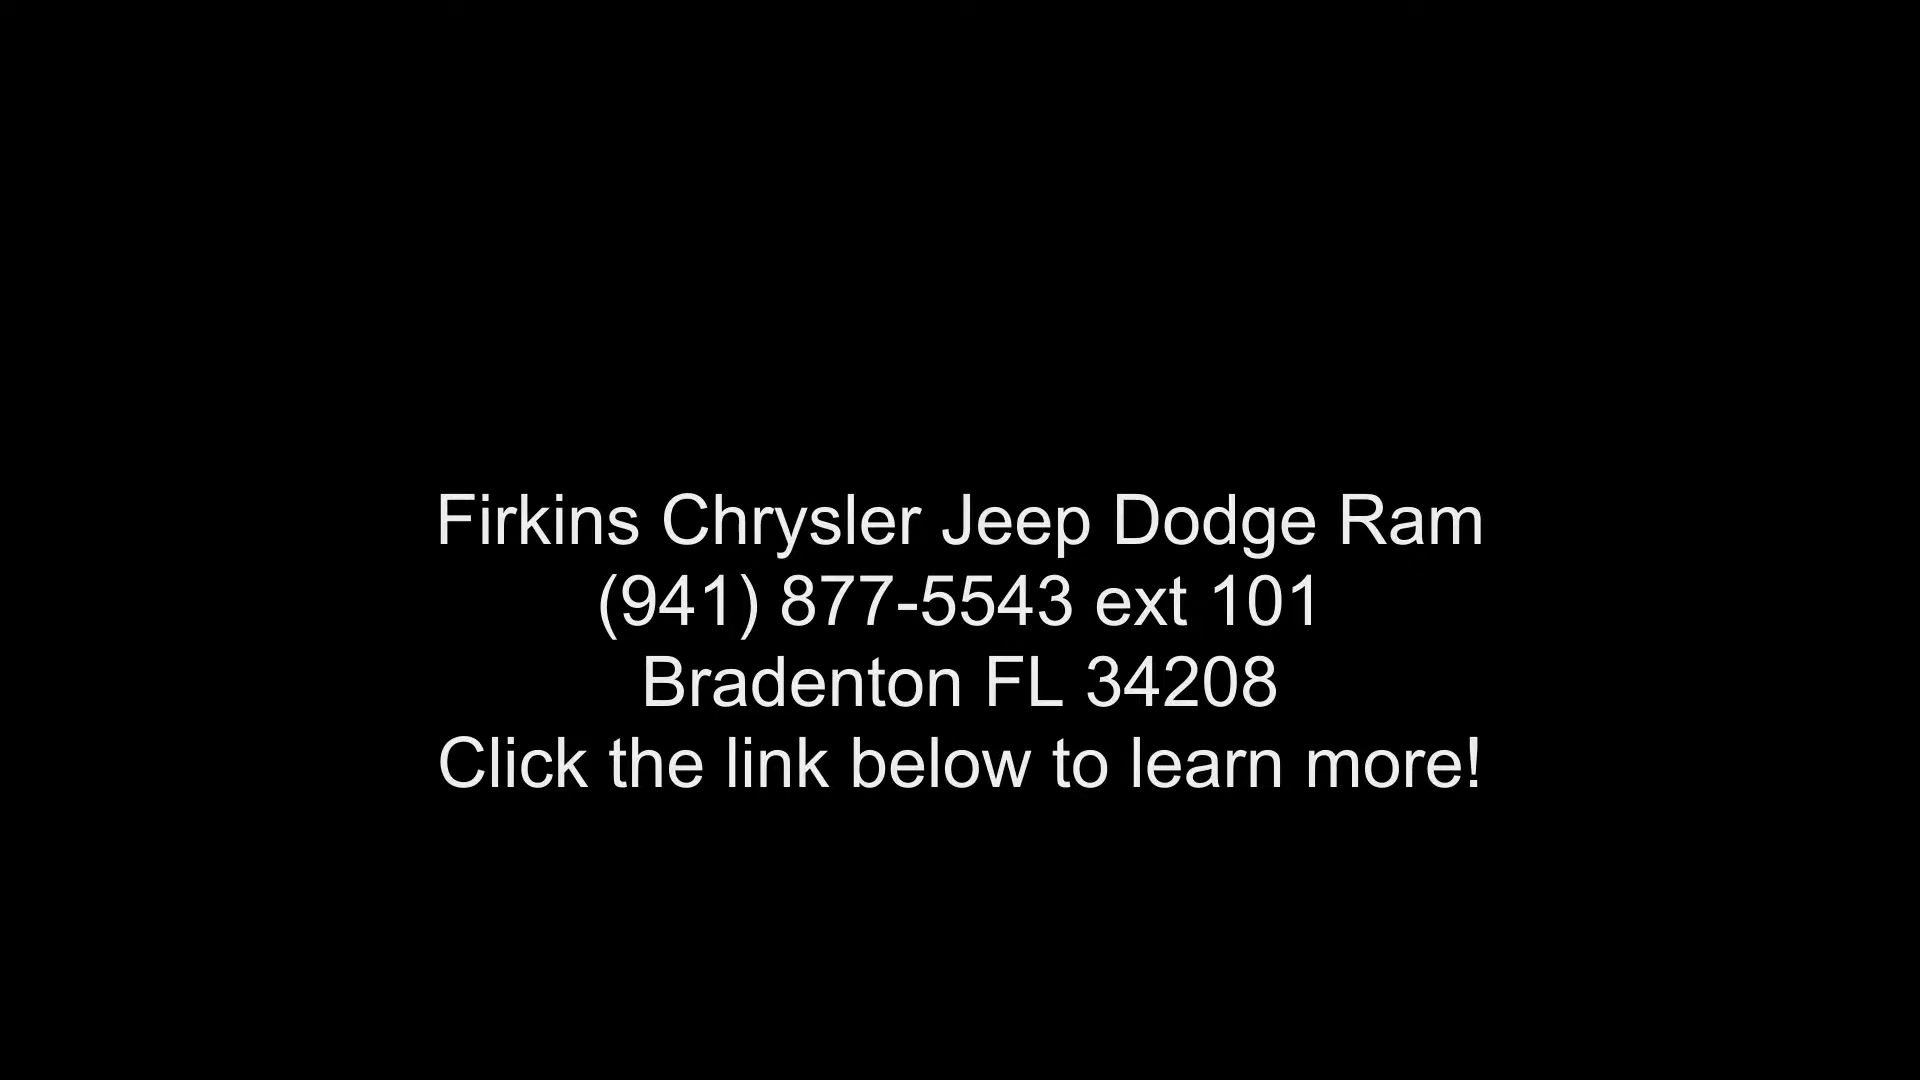 Firkins Chrysler Jeep Dodge Ram
(941) 877-5543 ext 101
Bradenton FL 34208
Click the link below to learn more!